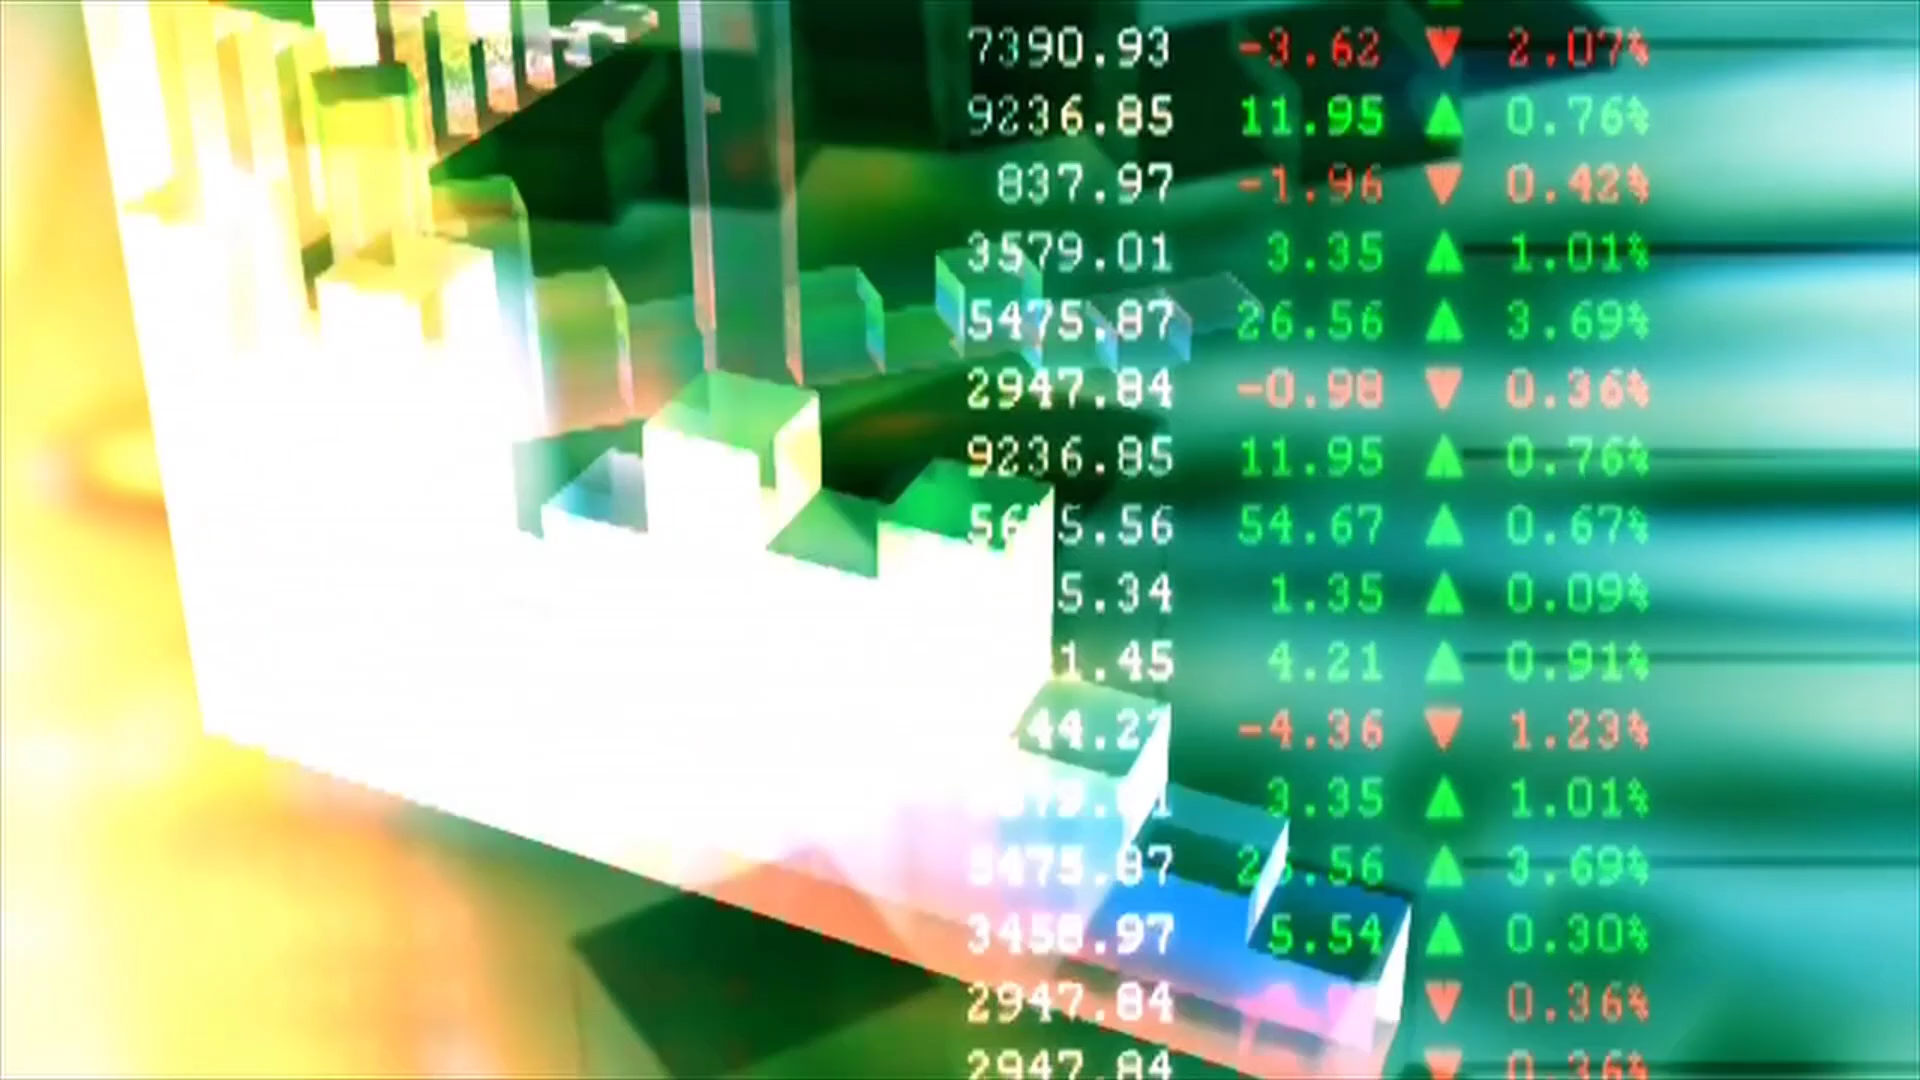 7390.93 -3.62 ▼ 2.07%
9236.85 11.95 ▲ 0.76%
837.97 -1.96 ▼ 0.42%
3579.01 3.35 ▲ 1.01%
5475.87 26.56 ▲ 3.69%
2947.84 -0.98 ▼ 0.36%
9236.85 11.95 ▲ 0.76%
54.67 ▲ 0.67%
1.35 ▲ 0.09%
4.21 ▲ 0.91%
-4.36 ▼ 1.23%
3.35 ▲ 1.01%
5475.87 26.56 ▲ 3.69%
3458.97 5.54 ▲ 0.30%
2947.84 ▼ 0.36%
2947.84 ▼ 0.36%